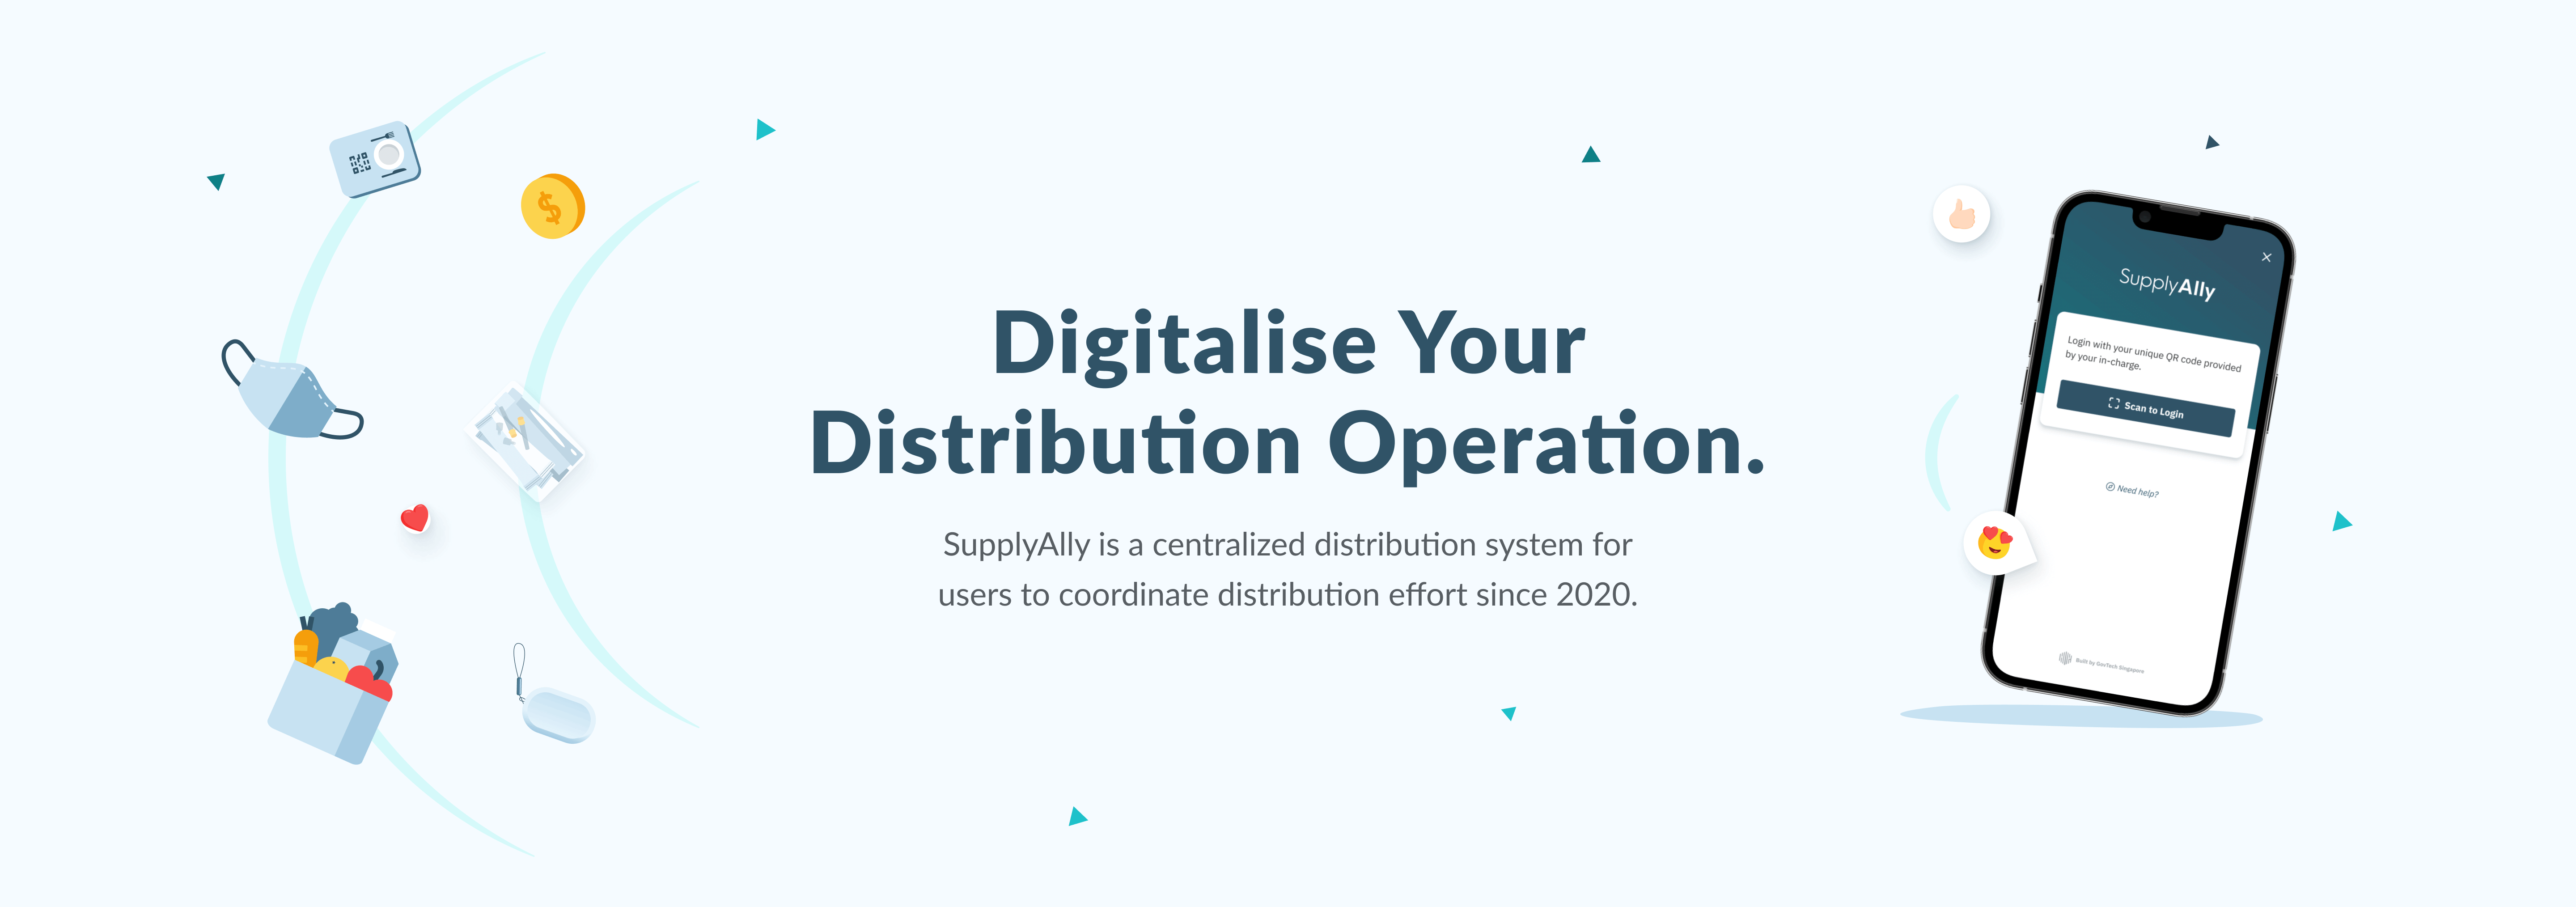 Digitalise Your
Distribution Operation.
SupplyAlly is a centralized distribution system for
users to coordinate distribution effort since 2020.
$
SupplyAlly
Login with your unique QR code provided
by your in-charge.
Scan to Login
Need help?
Built by GovTech Singapore